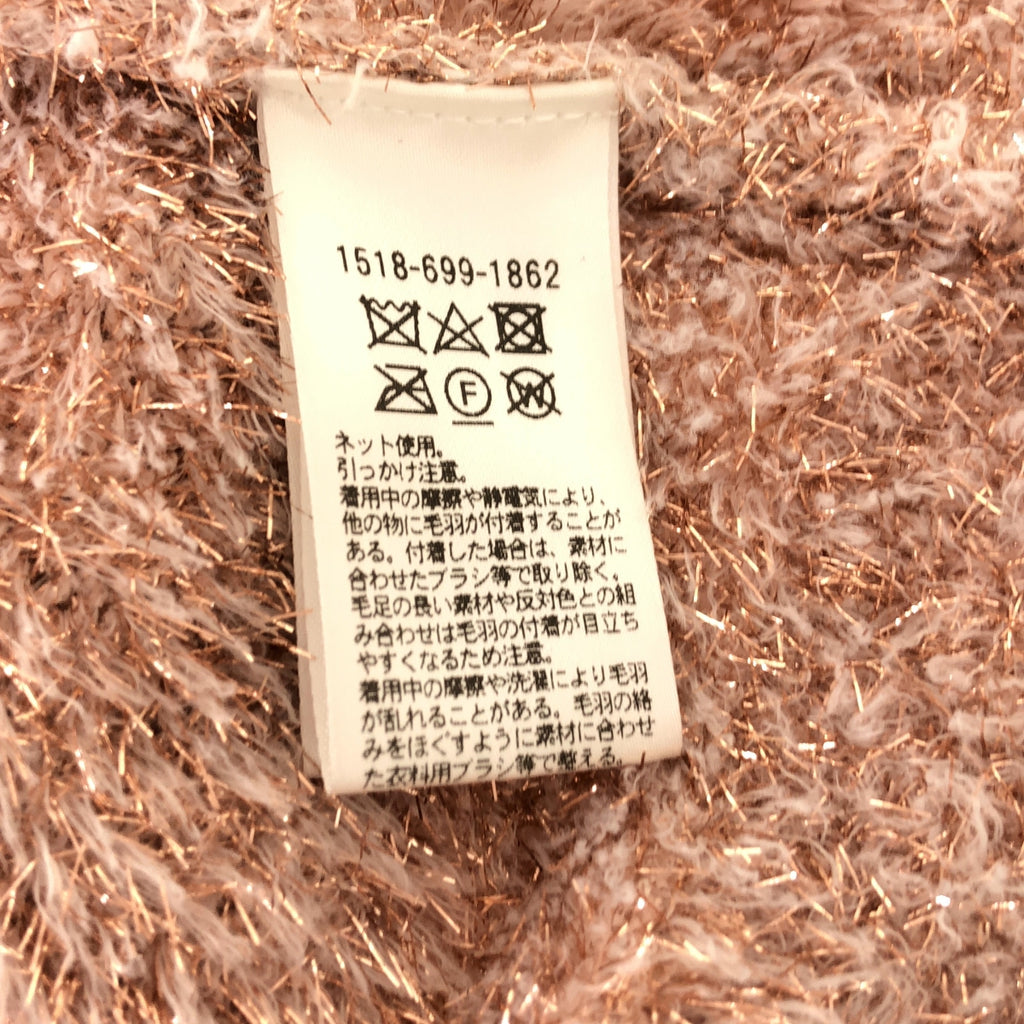 1518-699-1862
F W
ネット使用。
引っかけ注意。
着用中の摩擦や静電気により、
他の物に毛羽が付着することが
ある。付着した場合は、素材に
合わせたブラシ等で取り除く。
毛足の長い素材や反対色との組
み合わせは毛羽の付着が目立ち
やすくなるため注意。
着用中の摩擦や洗濯により毛羽
が乱れることがある。毛羽の絡
みをほぐすように素材に合わせ
た衣料用ブラシ等で整える。